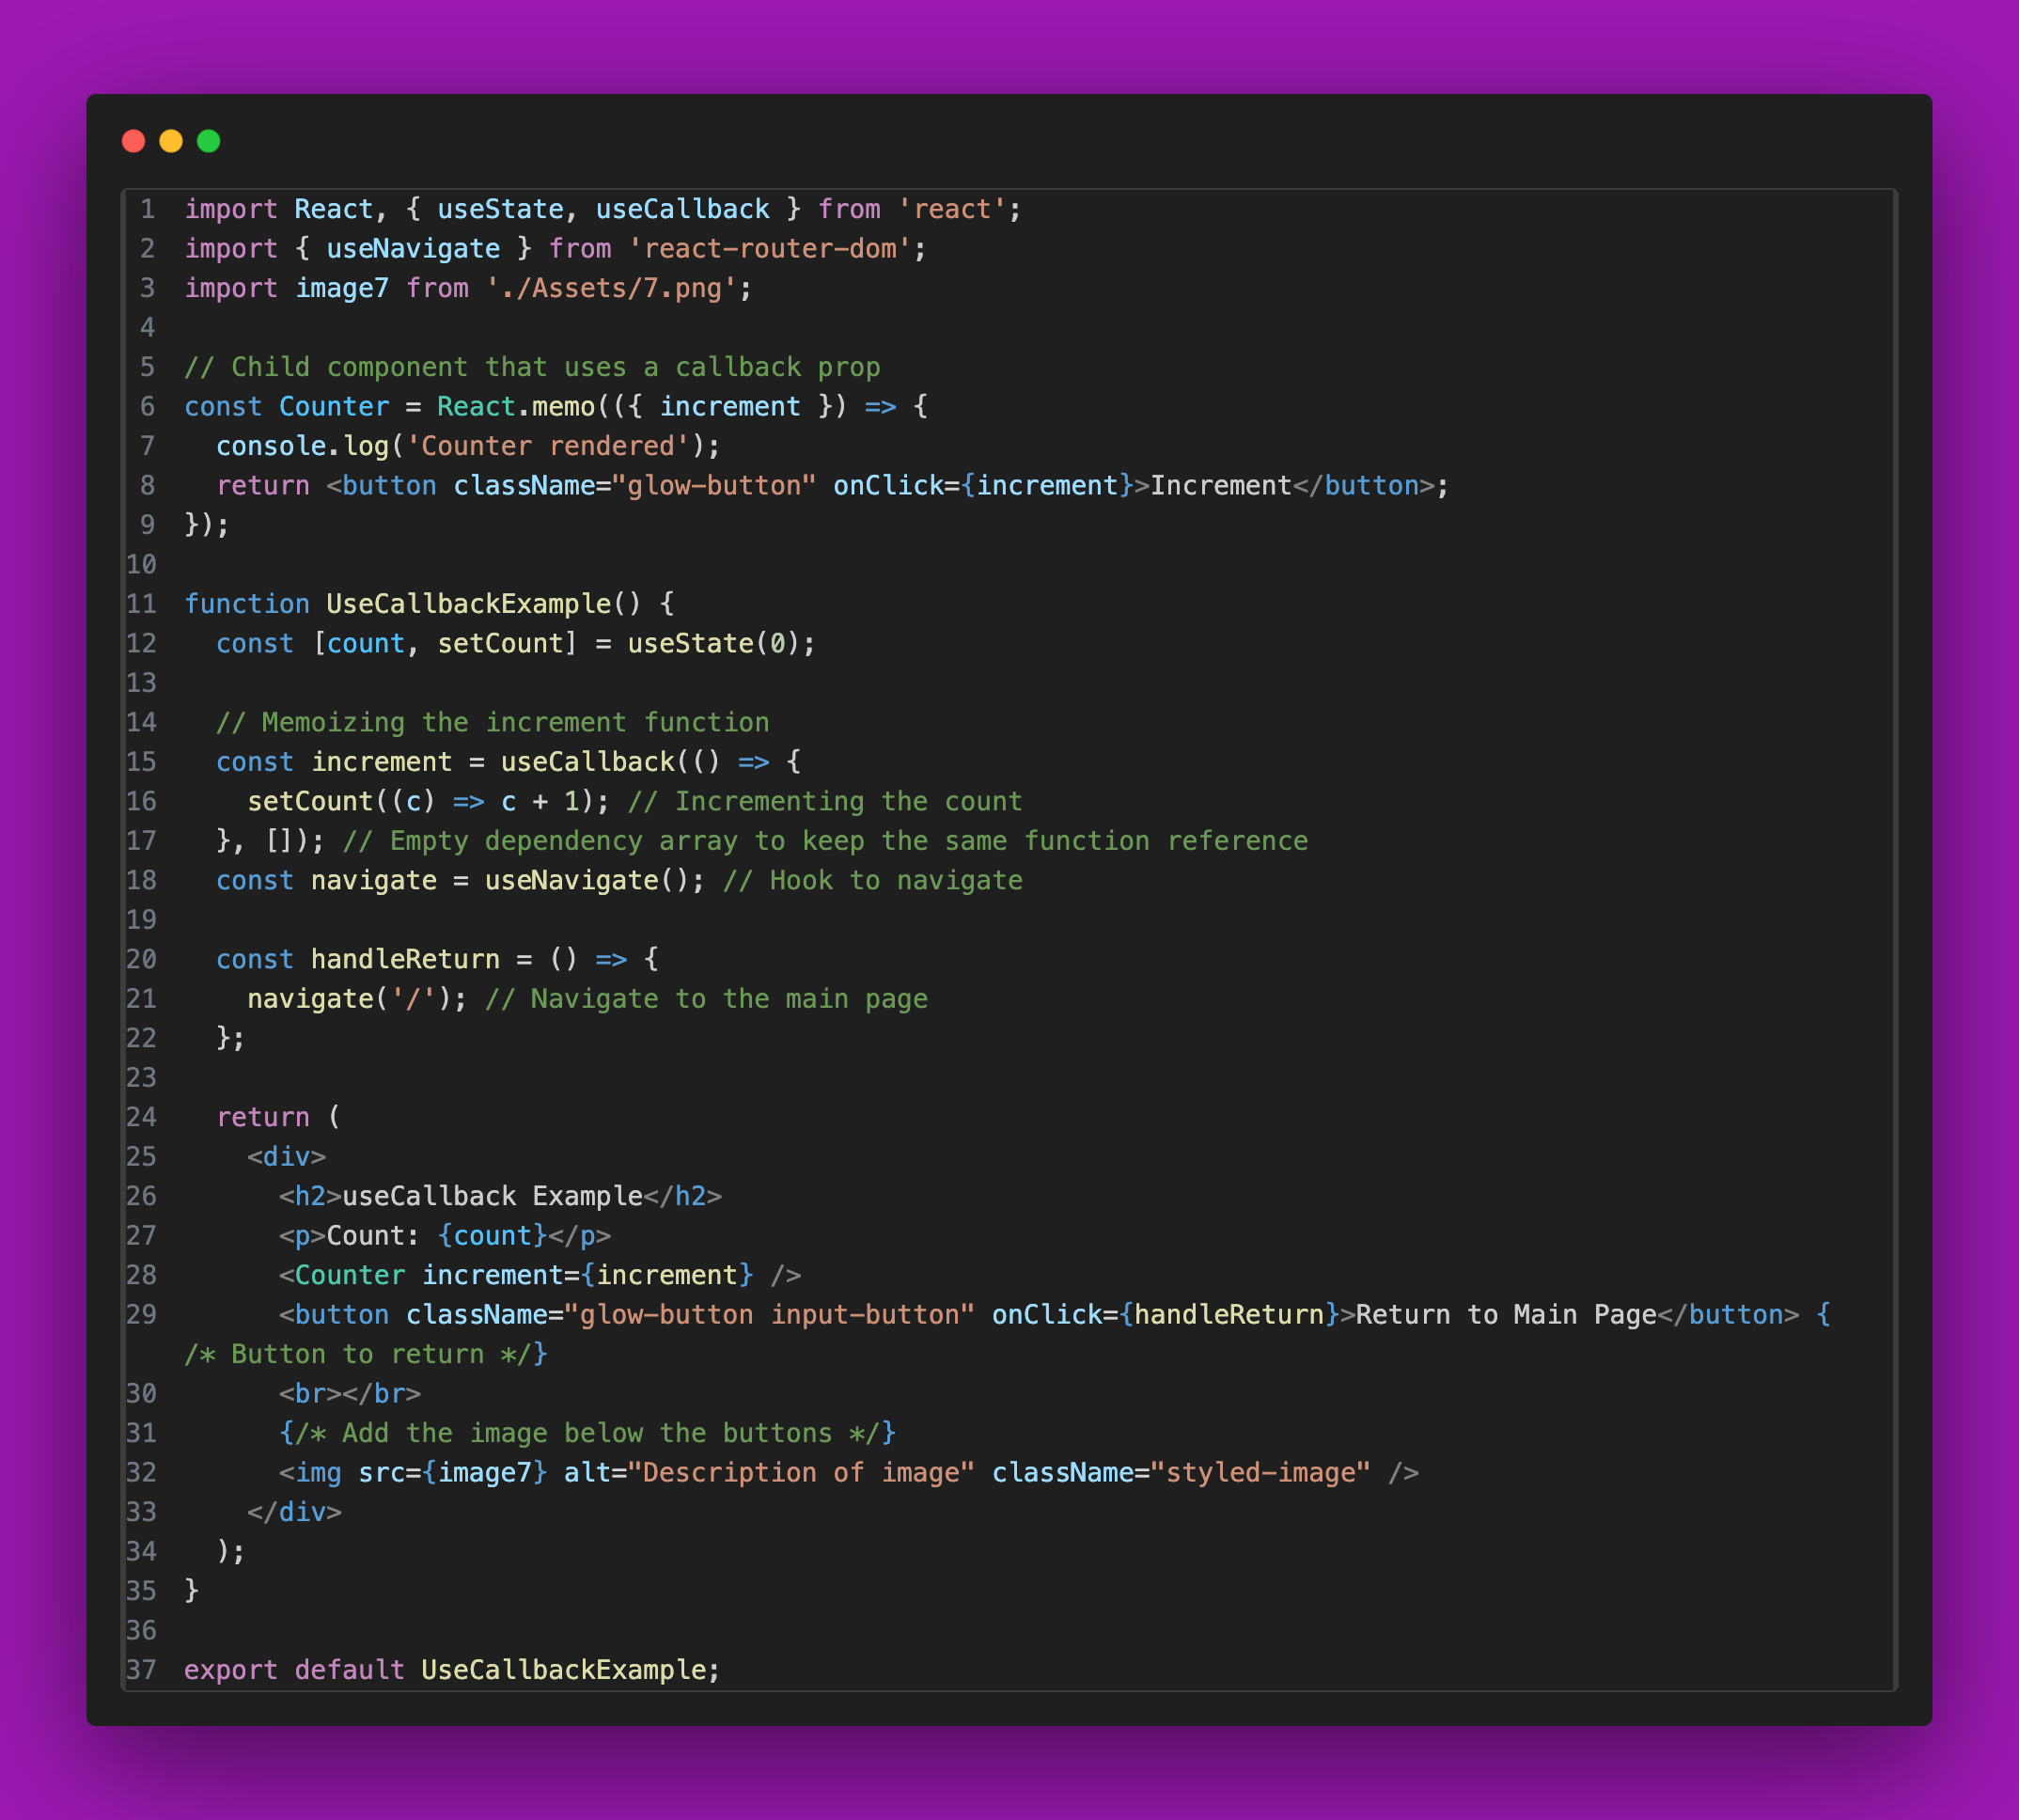 1 import React, { useState, useCallback } from 'react';
2 import { useNavigate } from 'react-router-dom';
3 import image7 from './Assets/7.png';
4
5 // Child component that uses a callback prop
6 const Counter = React.memo(({ increment }) => {
7   console.log('Counter rendered');
8   return <button className="glow-button" onClick={increment}>Increment</button>;
9 });
10
11 function UseCallbackExample() {
12   const [count, setCount] = useState(0);
13
14   // Memoizing the increment function
15   const increment = useCallback(() => {
16     setCount((c) => c + 1); // Incrementing the count
17   }, []); // Empty dependency array to keep the same function reference
18   const navigate = useNavigate(); // Hook to navigate
19
20   const handleReturn = () => {
21     navigate('/'); // Navigate to the main page
22   };
23
24   return (
25     <div>
26       <h2>useCallback Example</h2>
27       <p>Count: {count}</p>
28       <Counter increment={increment} />
29       <button className="glow-button input-button" onClick={handleReturn}>Return to Main Page</button> {
/* Button to return */}
30       <br></br>
31       {/* Add the image below the buttons */}
32       <img src={image7} alt="Description of image" className="styled-image" />
33     </div>
34   );
35 }
36
37 export default UseCallbackExample;